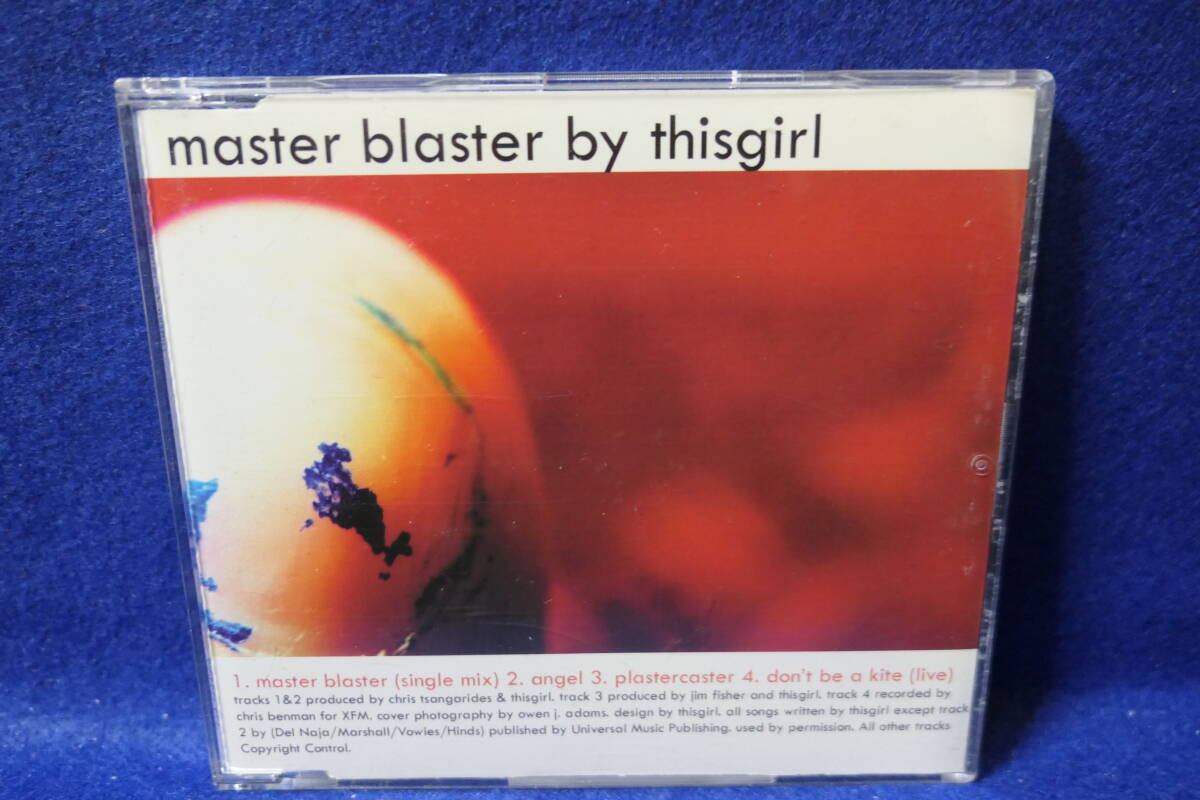 master blaster by thisgirl
1. master blaster (single mix) 2. angel 3. plastercaster 4. don't be a kite (live)
tracks 1&2 produced by chris tsangarides & thisgirl. track 3 produced by jim fisher and thisgirl. track 4 recorded by
chris benman for XFM. cover photography by owen j. adams. design by thisgirl. all songs written by thisgirl except track
2 by (Del Naja/Marshall/Vowles/Hinds) published by Universal Music Publishing. used by permission. All other tracks
Copyright Control.